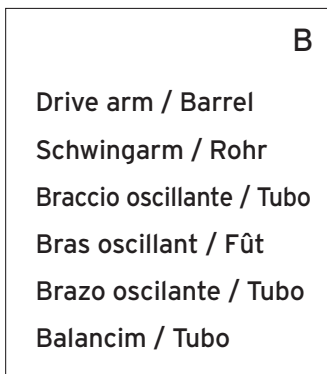 B
Drive arm / Barrel
Schwingarm / Rohr
Braccio oscillante / Tubo
Bras oscillant / Fût
Brazo oscilante / Tubo
Balancim / Tubo